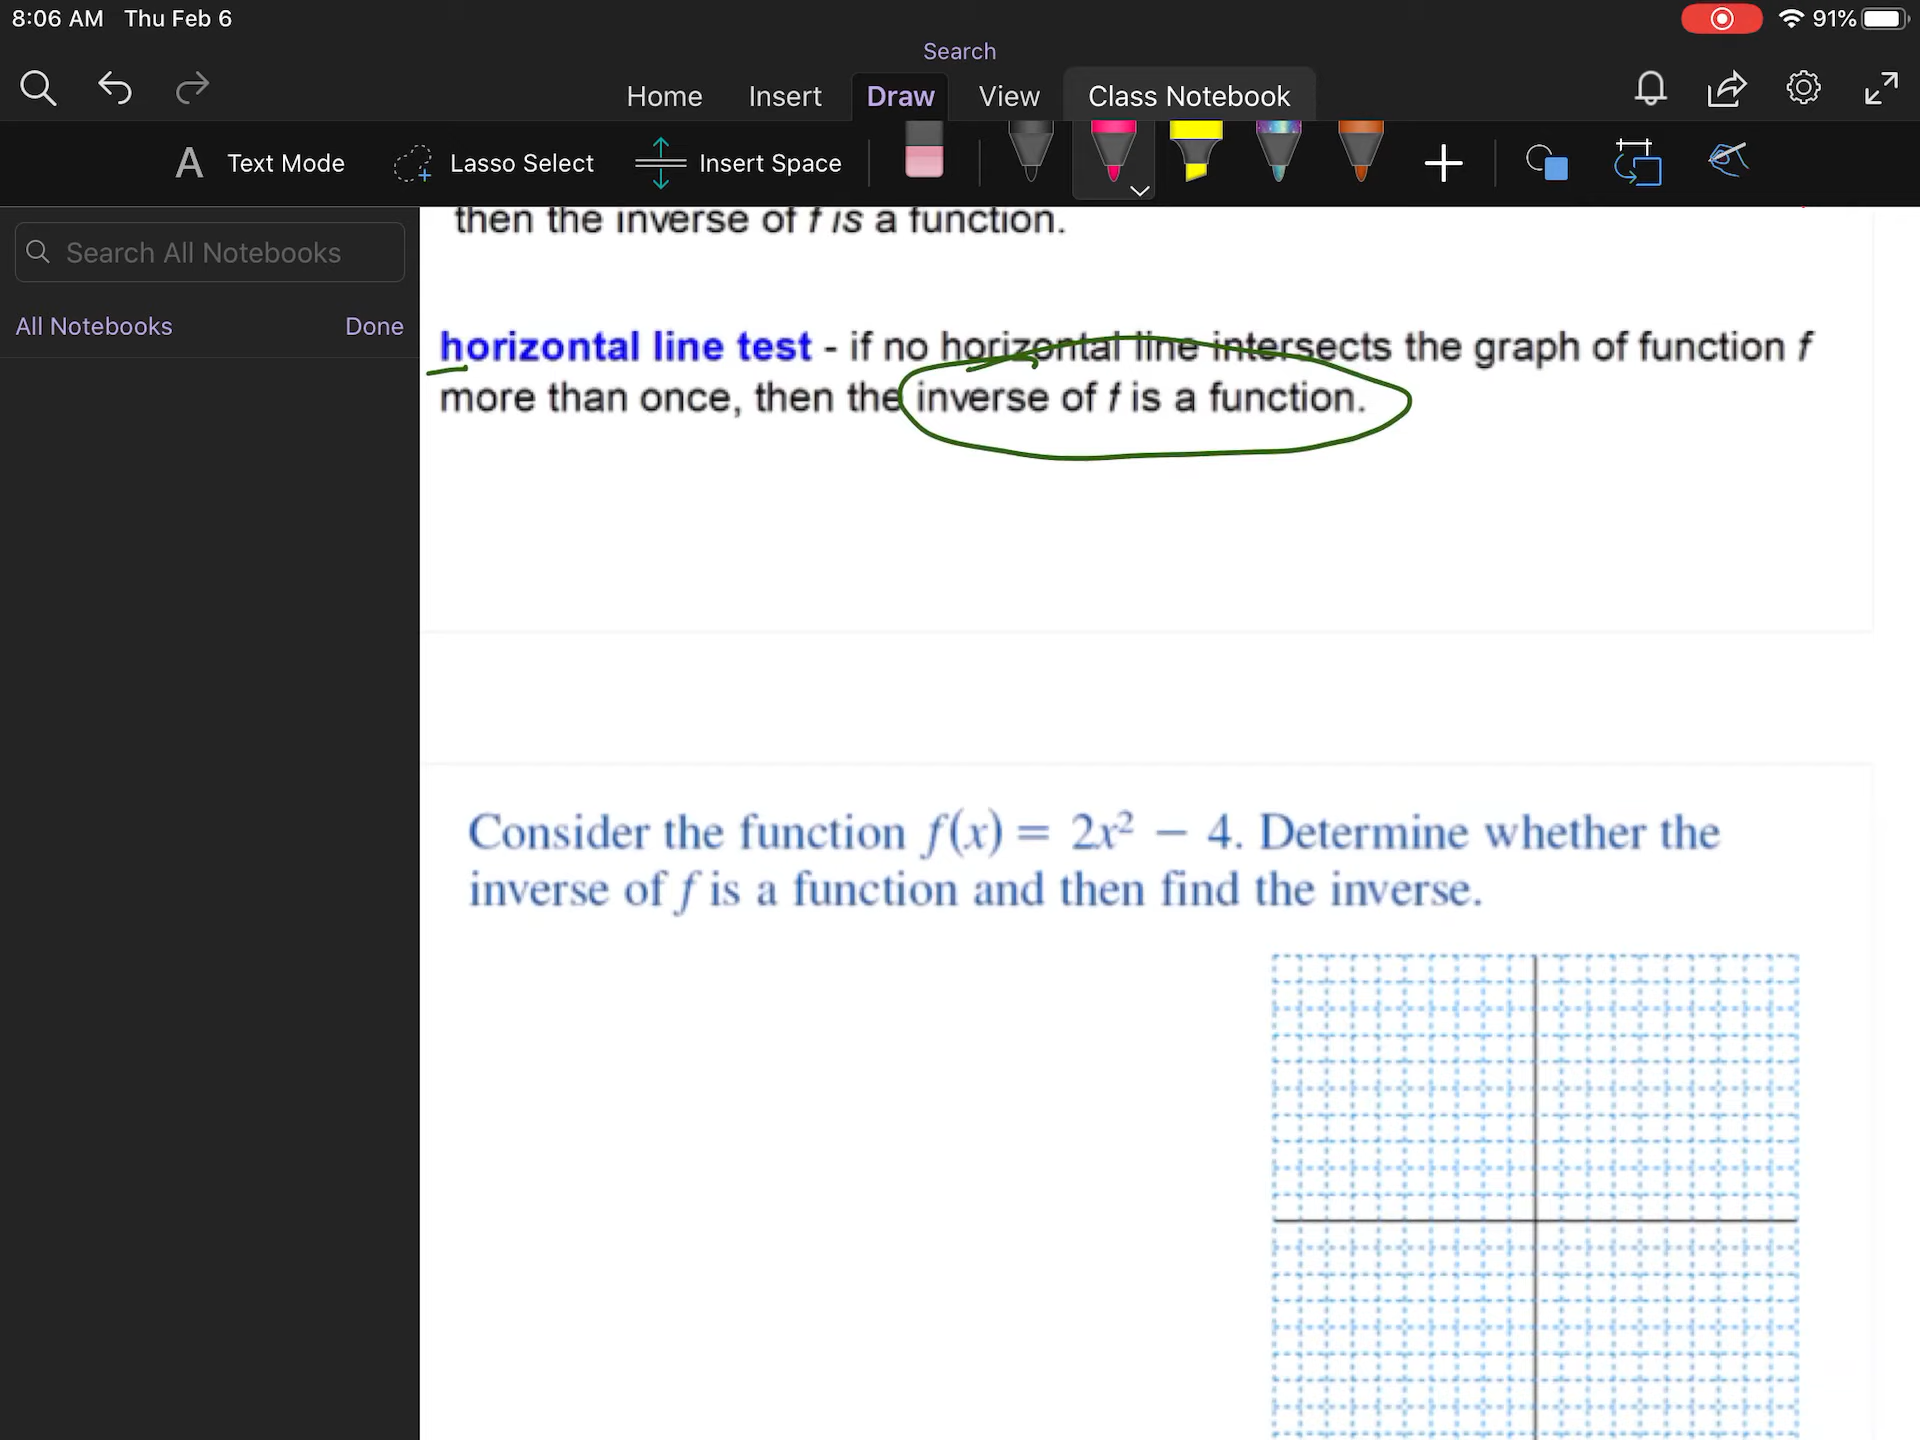 8:06 AM Thu Feb 6
91%
Search
Home Insert Draw View Class Notebook
Text Mode Lasso Select Insert Space
Search All Notebooks
All Notebooks Done
then the inverse of f is a function.
horizontal line test - if no horizontal line intersects the graph of function f
more than once, then the inverse of f is a function.
Consider the function f(x) = 2x² − 4. Determine whether the
inverse of f is a function and then find the inverse.